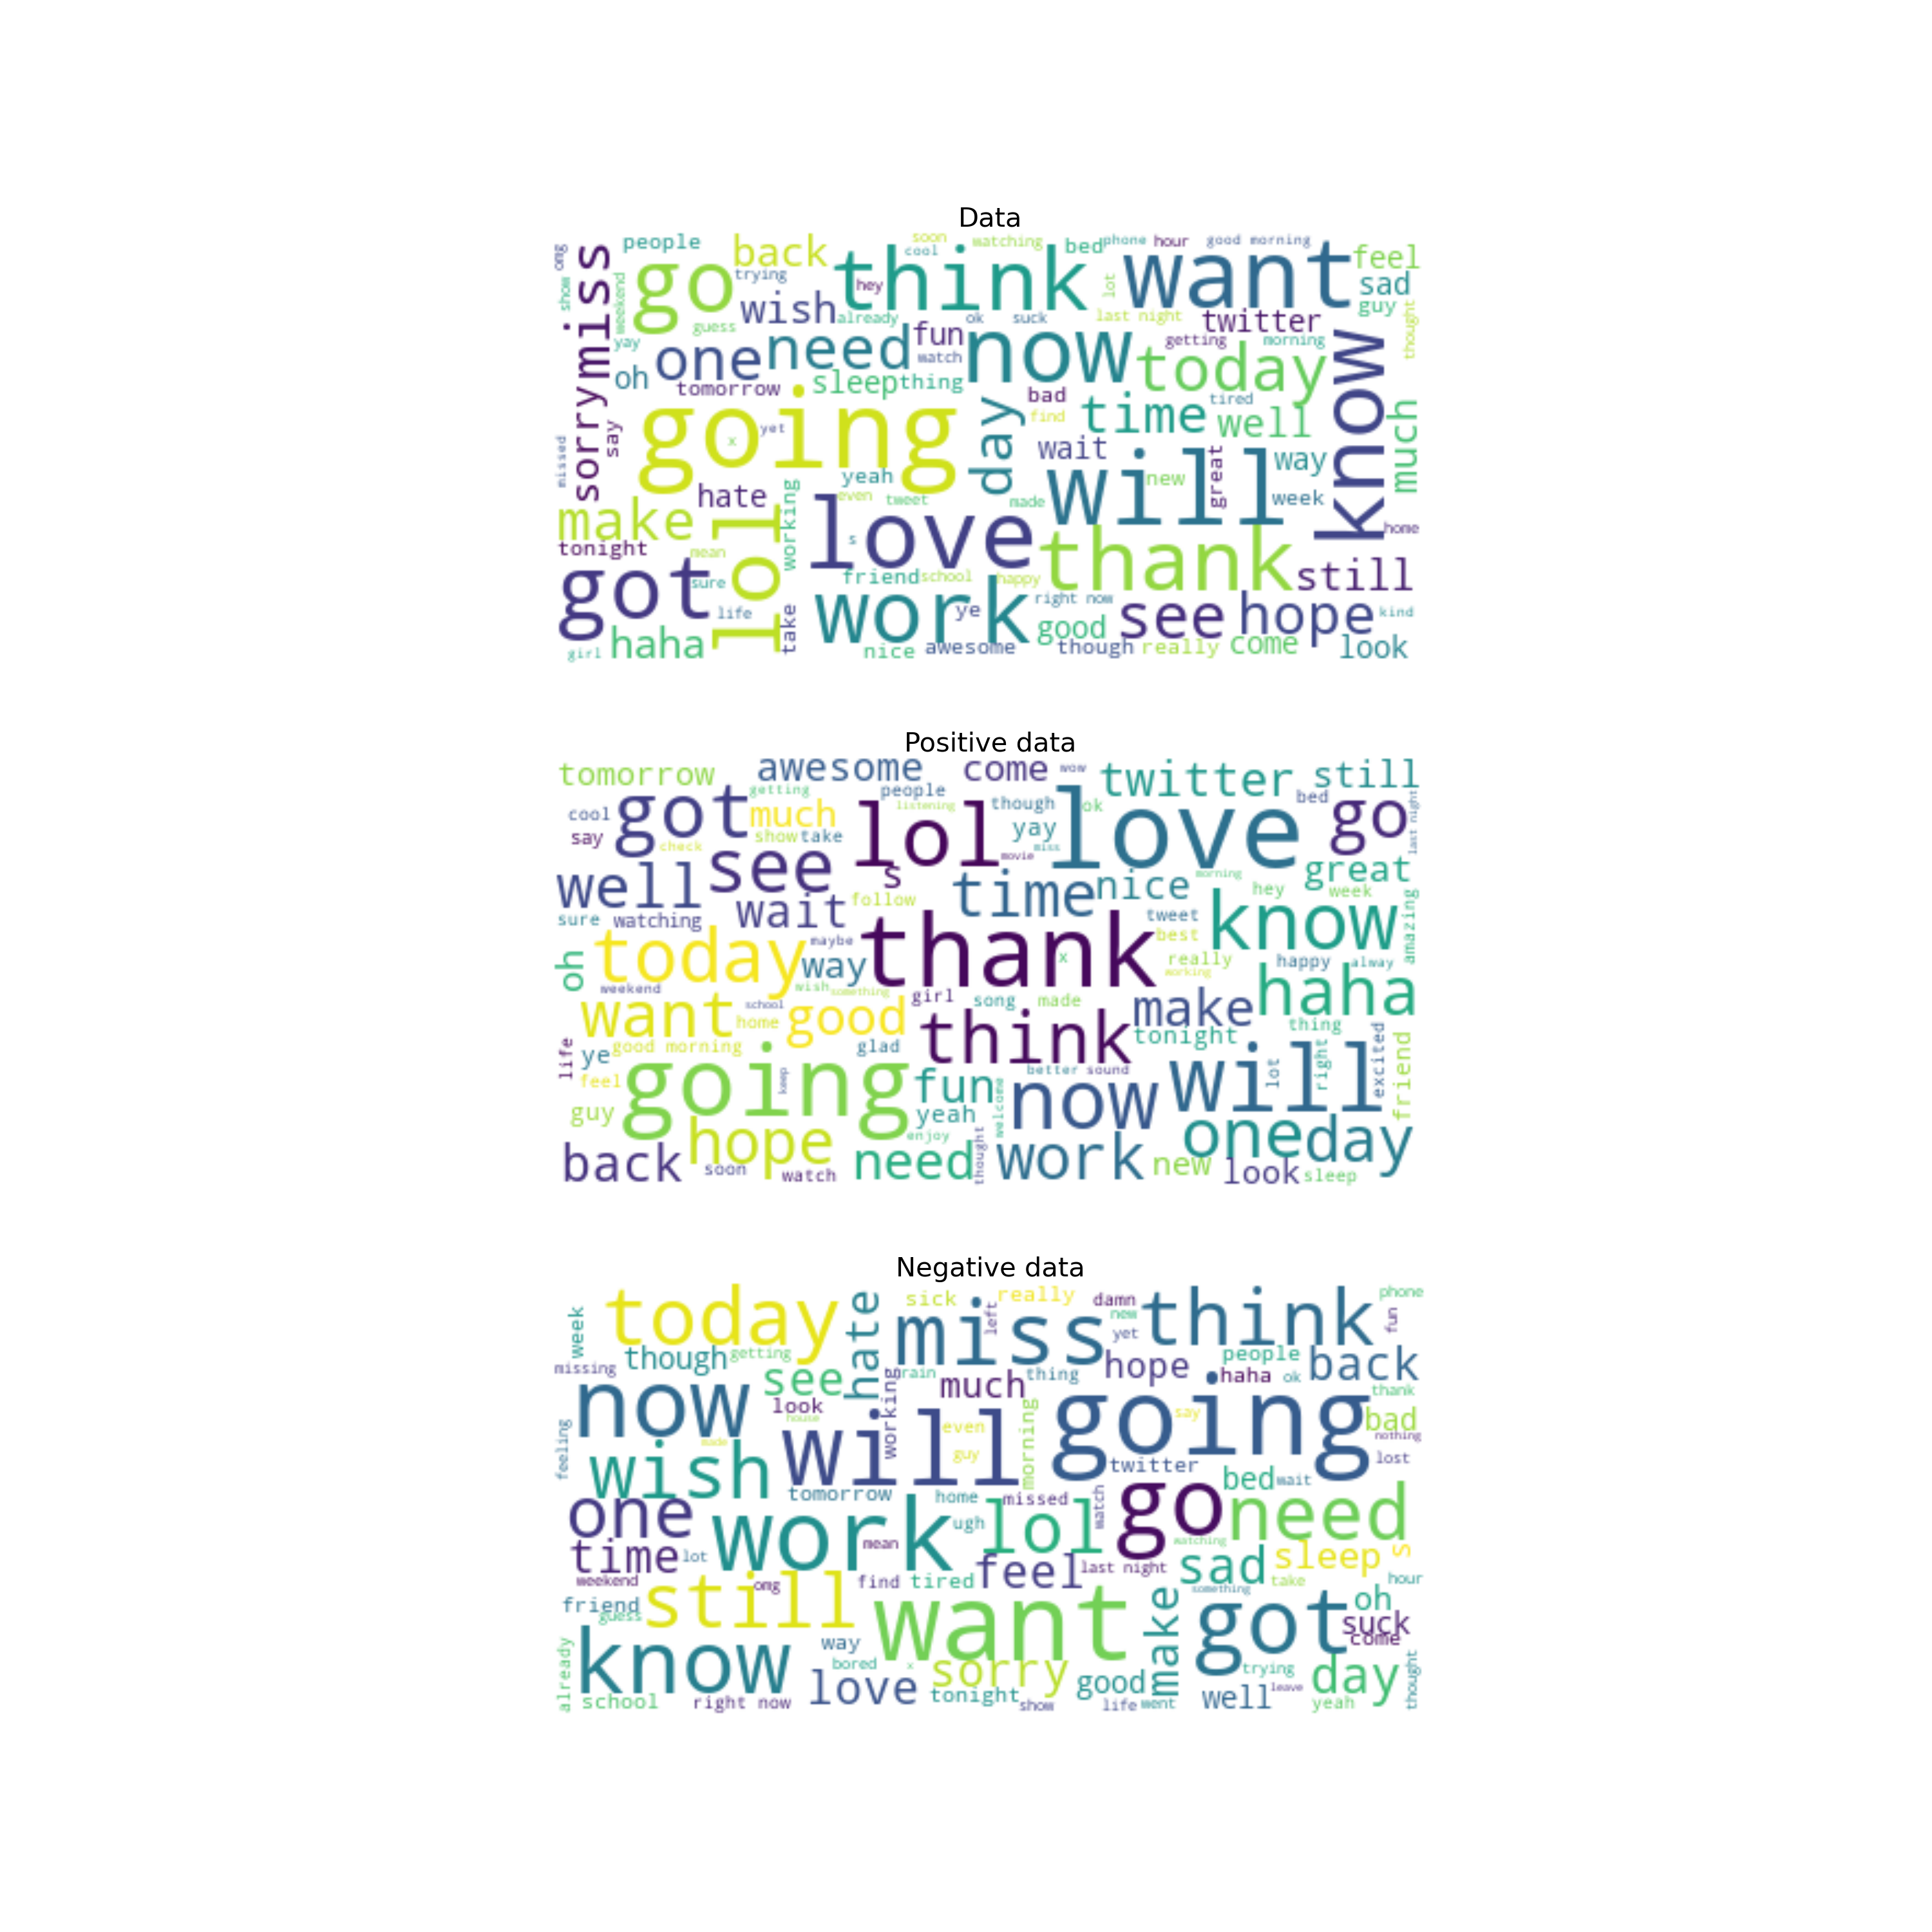 Data
omg people back soon cool watching bed phone hour good morning
show miss weekend go trying think hey lot want feel sad
guy thought guess wish already ok suck last night twitter
yay one need fun watch now getting morning today know
oh tomorrow sleep thing bad tired
sorry say going x yet day find time well much
missed yeah wait new great way
make hate working even tweet made will week home
tonight mean lol love s thank still
got sure friend school happy right now
life take work ye good see hope kind
girl haha nice awesome though really come look
Positive data
tomorrow awesome come wow twitter still
getting people listening though love ok bed go last night
cool got much lol yay
say check show take miss movie
see s great
well wait follow time nice morning hey week
sure watching tweet know amazing
oh today maybe thank x best
way really working happy alway
weekend wish something girl haha
want school home good song made make
think tonight thing
life ye good morning glad will lot right excited friend
feel going keep better sound
guy fun welcome now
yeah oneday
back hope enjoy
soon watch need thought work new look sleep
Negative data
week today hate sick really left miss damn new think phone fun
missing though getting yet hope people back
see rain thing haha ok thank
now look much going bad
house working will even say nothing
feeling made guy morning twitter lost
wish tomorrow home missed watch bed wait
one work ugh lol go need
time lot mean watching sleep s
weekend omg find tired feel last night sad take hour
friend guess still want make something got oh
suck come
know way
already bored x sorry good trying day thought
school right now love tonight show life went well leave yeah